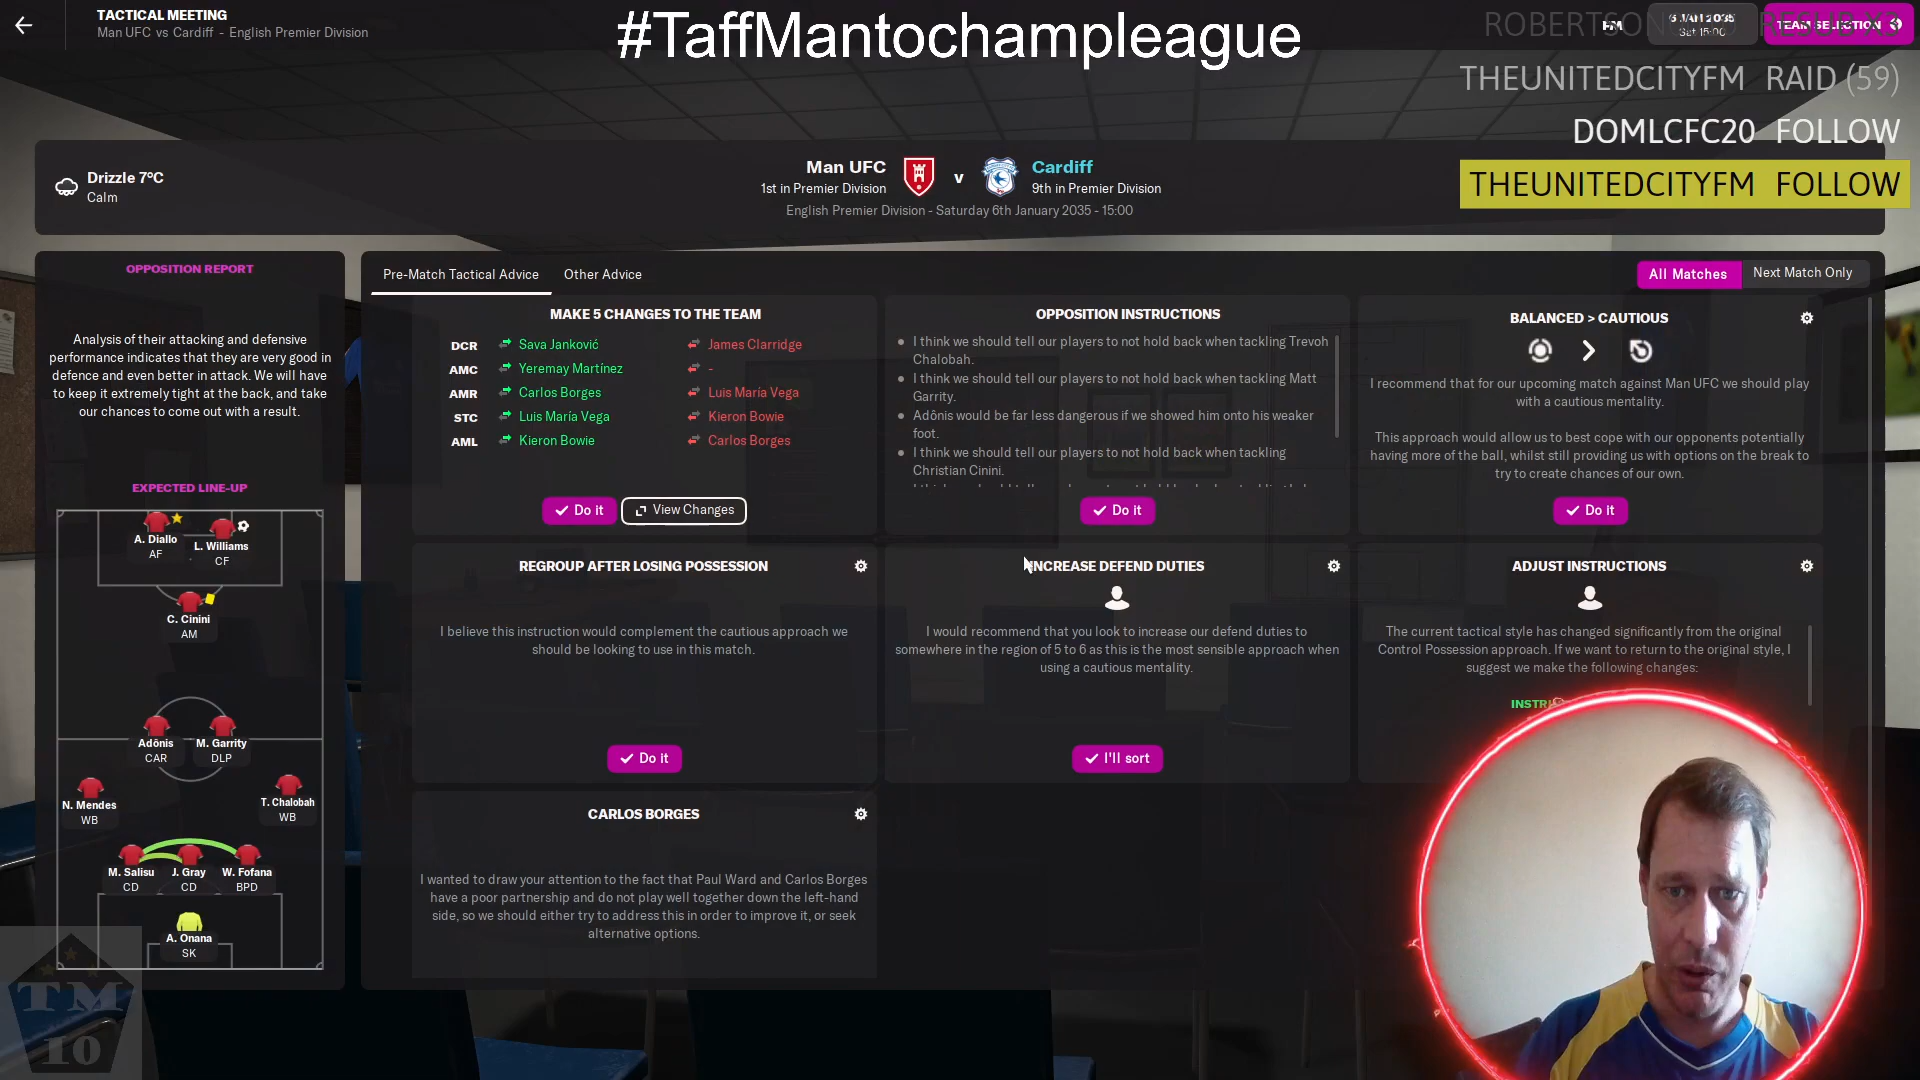 TACTICAL MEETING
Man UFC vs Cardiff - English Premier Division
#TaffMantochampleague
FM
6 JAN 2035
Sat 15:00
TEAM SELECTION
THEUNITEDCITYFM RAID (59)
DOMLCFC20 FOLLOW
THEUNITEDCITYFM FOLLOW
Drizzle 7°C
Calm
Man UFC
1st in Premier Division
v
Cardiff
9th in Premier Division
English Premier Division - Saturday 6th January 2035 - 15:00
OPPOSITION REPORT
Analysis of their attacking and defensive
performance indicates that they are very good in
defence and even better in attack. We will have
to keep it extremely tight at the back, and take
our chances to come out with a result.
EXPECTED LINE-UP
A. Diallo
AF
L. Williams
CF
C. Cinini
AM
Adônis
CAR
M. Garrity
DLP
N. Mendes
WB
T. Chalobah
WB
M. Salisu
CD
J. Gray
CD
W. Fofana
BPD
A. Onana
SK
TM
10
Pre-Match Tactical Advice
Other Advice
All Matches
Next Match Only
MAKE 5 CHANGES TO THE TEAM
DCR Sava Janković James Clarridge
AMC Yeremay Martínez -
AMR Carlos Borges Luis María Vega
STC Luis María Vega Kieron Bowie
AML Kieron Bowie Carlos Borges
Do it
View Changes
OPPOSITION INSTRUCTIONS
I think we should tell our players to not hold back when tackling Trevoh
Chalobah.
I think we should tell our players to not hold back when tackling Matt
Garrity.
Adônis would be far less dangerous if we showed him onto his weaker
foot.
I think we should tell our players to not hold back when tackling
Christian Cinini.
Do it
BALANCED > CAUTIOUS
I recommend that for our upcoming match against Man UFC we should play
with a cautious mentality.
This approach would allow us to best cope with our opponents potentially
having more of the ball, whilst still providing us with options on the break to
try to create chances of our own.
Do it
REGROUP AFTER LOSING POSSESSION
I believe this instruction would complement the cautious approach we
should be looking to use in this match.
Do it
INCREASE DEFEND DUTIES
I would recommend that you look to increase our defend duties to
somewhere in the region of 5 to 6 as this is the most sensible approach when
using a cautious mentality.
I'll sort
ADJUST INSTRUCTIONS
The current tactical style has changed significantly from the original
Control Possession approach. If we want to return to the original style, I
suggest we make the following changes:
CARLOS BORGES
I wanted to draw your attention to the fact that Paul Ward and Carlos Borges
have a poor partnership and do not play well together down the left-hand
side, so we should either try to address this in order to improve it, or seek
alternative options.